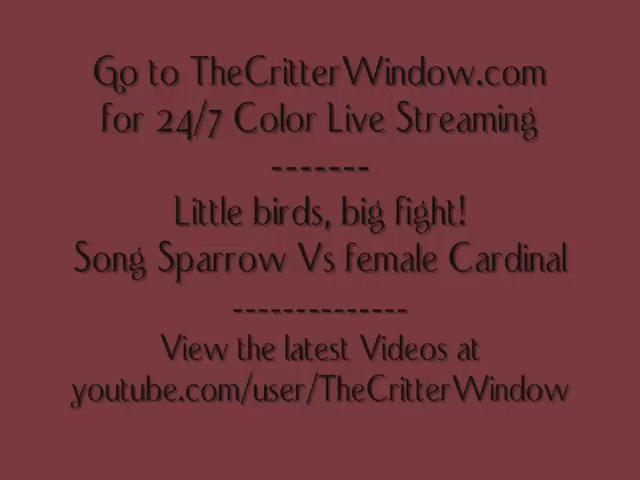 Go to TheCritterWindow.com
for 24/7 Color Live Streaming
-------
Little birds, big fight!
Song Sparrow Vs female Cardinal
--------------
View the latest Videos at
youtube.com/user/TheCritterWindow